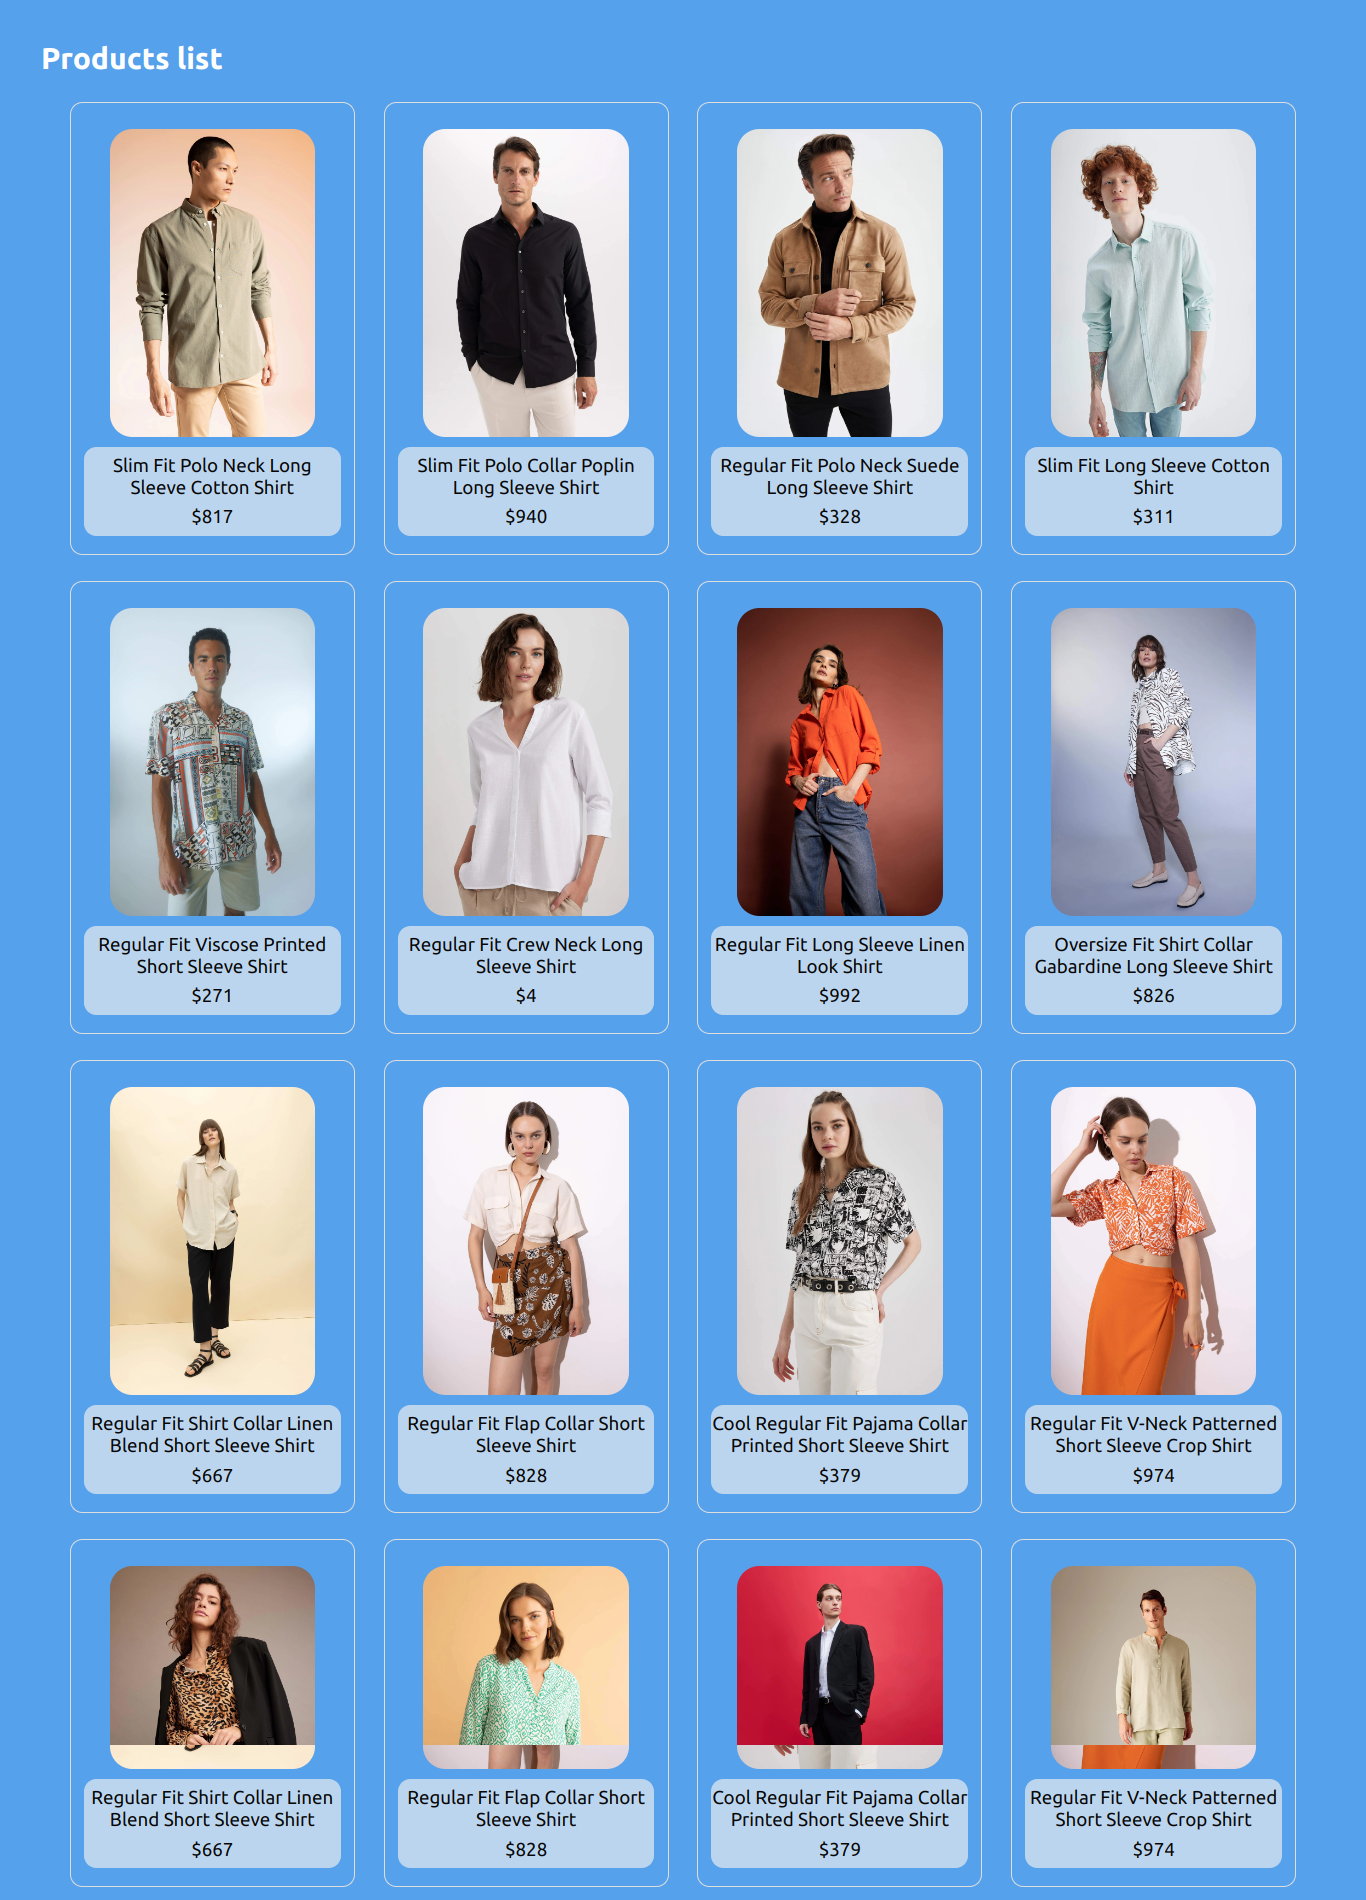 Products list
Slim Fit Polo Neck Long
Sleeve Cotton Shirt
$817
Slim Fit Polo Collar Poplin
Long Sleeve Shirt
$940
Regular Fit Polo Neck Suede
Long Sleeve Shirt
$328
Slim Fit Long Sleeve Cotton
Shirt
$311
Regular Fit Viscose Printed
Short Sleeve Shirt
$271
Regular Fit Crew Neck Long
Sleeve Shirt
$4
Regular Fit Long Sleeve Linen
Look Shirt
$992
Oversize Fit Shirt Collar
Gabardine Long Sleeve Shirt
$826
Regular Fit Shirt Collar Linen
Blend Short Sleeve Shirt
$667
Regular Fit Flap Collar Short
Sleeve Shirt
$828
Cool Regular Fit Pajama Collar
Printed Short Sleeve Shirt
$379
Regular Fit V-Neck Patterned
Short Sleeve Crop Shirt
$974
Regular Fit Shirt Collar Linen
Blend Short Sleeve Shirt
$667
Regular Fit Flap Collar Short
Sleeve Shirt
$828
Cool Regular Fit Pajama Collar
Printed Short Sleeve Shirt
$379
Regular Fit V-Neck Patterned
Short Sleeve Crop Shirt
$974